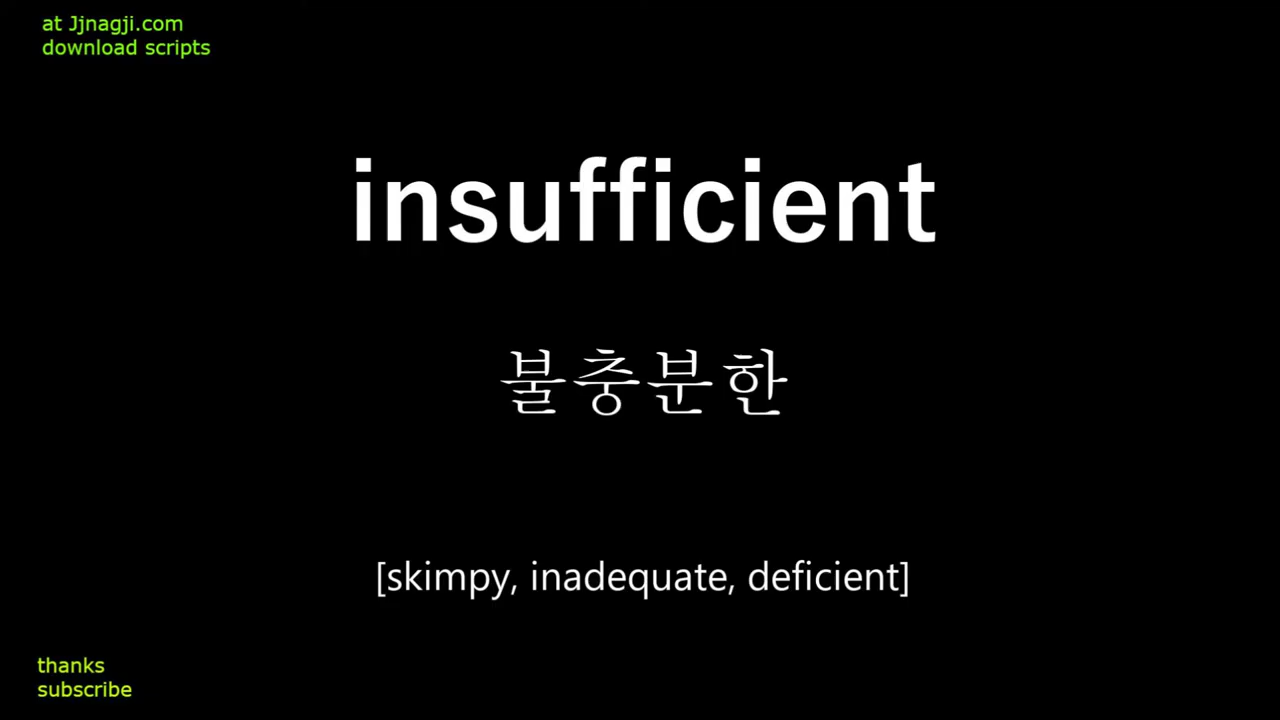 at Jjnagji.com
download scripts
insufficient
불충분한
[skimpy, inadequate, deficient]
thanks
subscribe